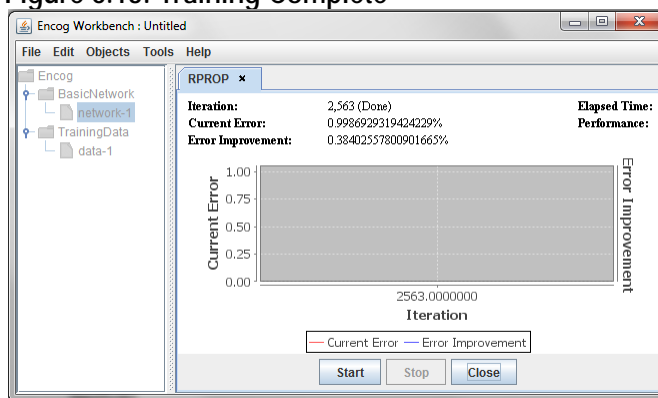 Encog Workbench : Untitled
File Edit Objects Tools Help
Encog
BasicNetwork
network-1
TrainingData
data-1
RPROP ×
Iteration: 2,563 (Done) Elapsed Time:
Current Error: 0.9986929319424229% Performance:
Error Improvement: 0.38402557800901665%
Current Error
1.00
0.75
0.50
0.25
0.00
Error Improvement
2563.0000000
Iteration
Current Error Error Improvement
Start Stop Close